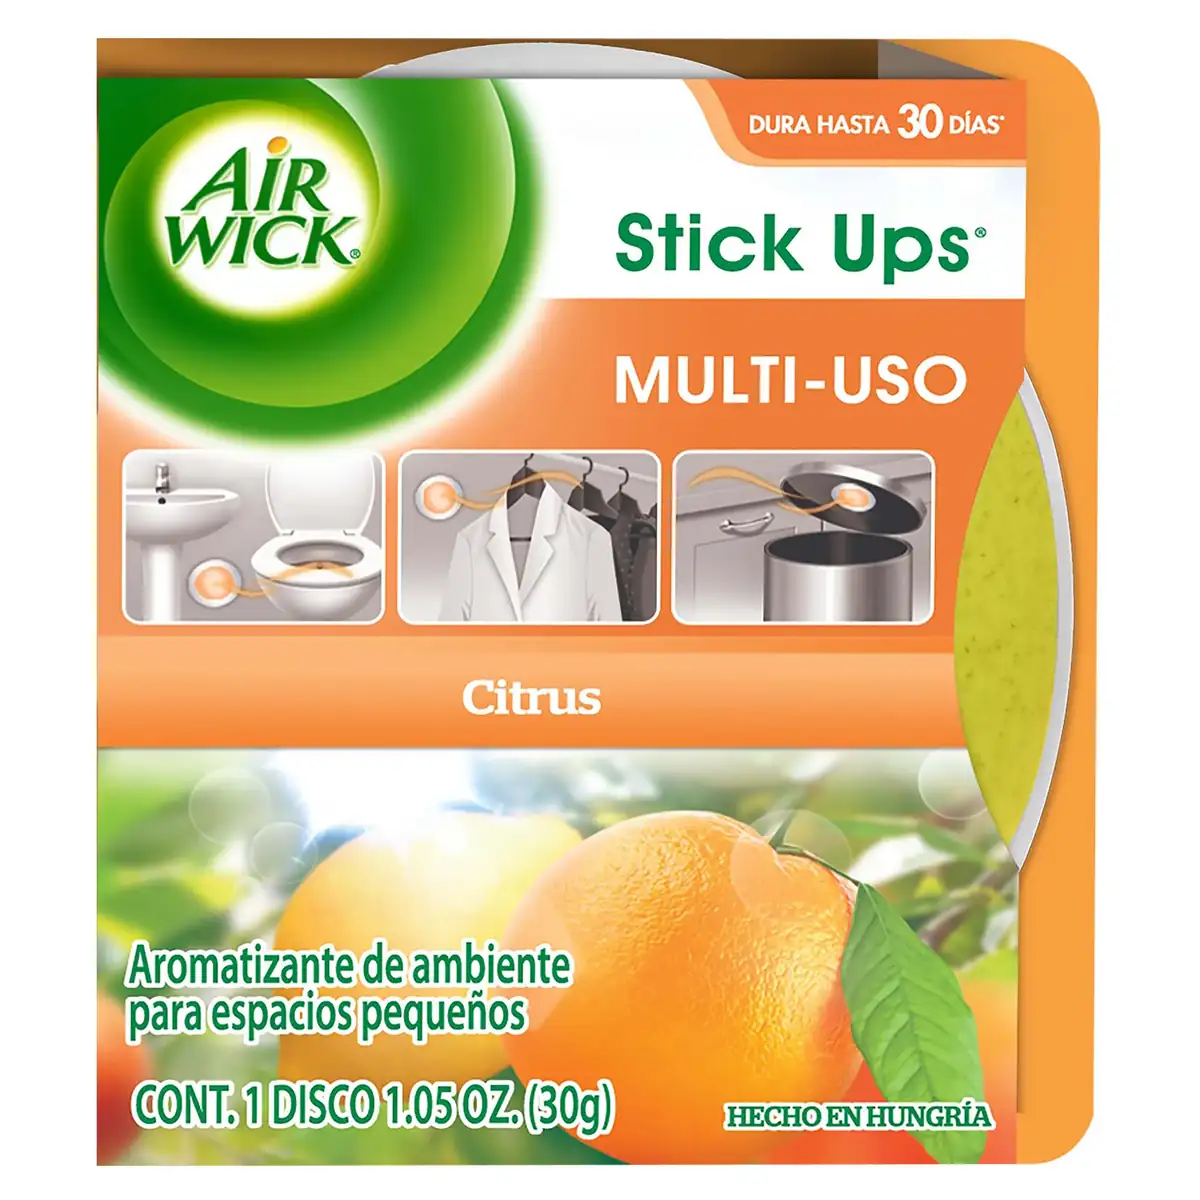 AIR
WICK®
DURA HASTA 30 DÍAS*
Stick Ups®
MULTI-USO
Citrus
Aromatizante de ambiente
para espacios pequeños
CONT. 1 DISCO 1.05 OZ. (30g)
HECHO EN HUNGRÍA